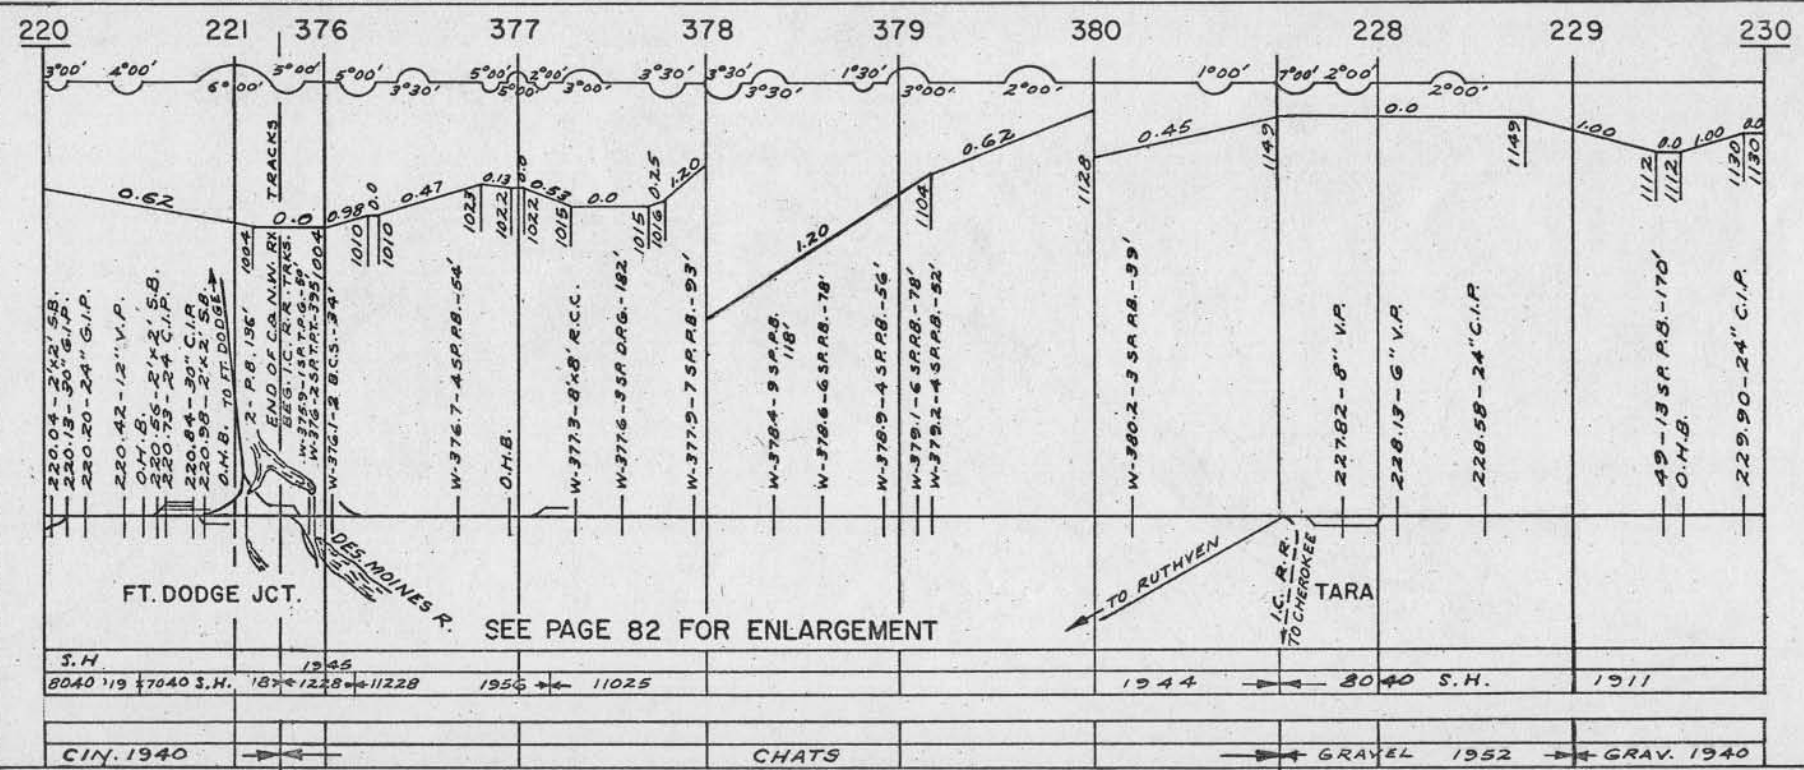 220 221 376 377 378 379 380 228 229 230
3°00' 4°00' 6°00' 5°00' 5°00' 3°30' 5°00' 5°00' 2°00' 3°00' 3°30' 3°30' 3°30' 1°30' 3°00' 2°00' 1°00' 7°00' 2°00' 2°00'
0.62 0.0 0.98 0.0 0.47 0.13 0.0 0.53 0.0 0.25 1.20 1.20 0.62 0.45 0.0 1.00 0.0 1.00 0.0
1004 1004 1010 1010 1023 1022 1022 1015 1015 1016 1104 1128 1149 1149 1112 1112 1130 1130
220.04-2'X2' S.B.
220.13-30" G.I.P.
220.20-24" G.I.P.
220.42-12" V.P.
O.H.B.
220.56-2'X2' S.B.
220.73-24 C.I.P.
220.84-30" C.I.P.
220.98-2'X2' S.B.
O.H.B. TO FT. DODGE
2-P.B. 136'
END OF C.& N.W. RY. TRACKS
BEG. I.C. R.R. TRKS.
W-375.9-1 SP. T.P.G.-50'
W-376-2 SP. T.P.T.-395'
W-376.1-2 B.C.S.-34'
W-376.7-4 SP. P.B.-54'
O.H.B.
W-377.3-8'x8' R.C.C.
W-377.6-3 SP. D.P.G.-182'
W-377.9-7 SP. P.B.-93'
W-378.4-9 SP. P.B.
118'
W-378.6-6 SP. P.B.-78'
W-378.9-4 SP. P.B.-56'
W-379.1-6 SP. P.B.-78'
W-379.2-4 SP. P.B.-52'
W-380.2-3 SP. P.B.-39'
227.82-8" V.P.
228.13-6" V.P.
228.58-24" C.I.P.
49-13 SP. P.B.-170'
O.H.B.
229.90-24" C.I.P.
FT. DODGE JCT.
DES MOINES R.
TO RUTHVEN
I.C. R.R.
TO CHEROKEE
TARA
SEE PAGE 82 FOR ENLARGEMENT
S.H. 1945
8040 '19 7040 S.H. '18 1228 11228 1956 11025 1944 8040 S.H. 1911
CIN. 1940 CHATS GRAVEL 1952 GRAV. 1940